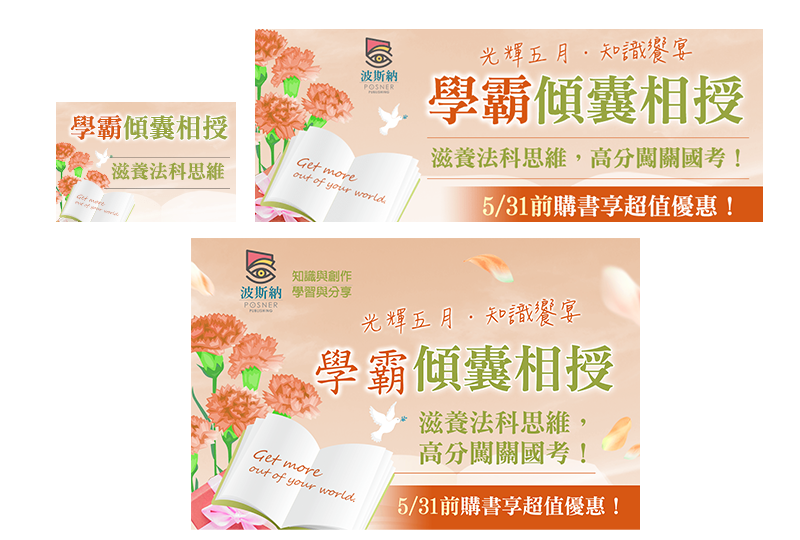 學霸傾囊相授
滋養法科思維
Get more
out of your world.
波斯納
POSNER
PUBLISHING
光輝五月・知識饗宴
學霸傾囊相授
滋養法科思維，高分闖關國考！
Get more
out of your world.
5/31前購書享超值優惠！
波斯納
POSNER
PUBLISHING
知識與創作
學習與分享
光輝五月・知識饗宴
學霸傾囊相授
滋養法科思維，
高分闖關國考！
Get more
out of your world.
5/31前購書享超值優惠！